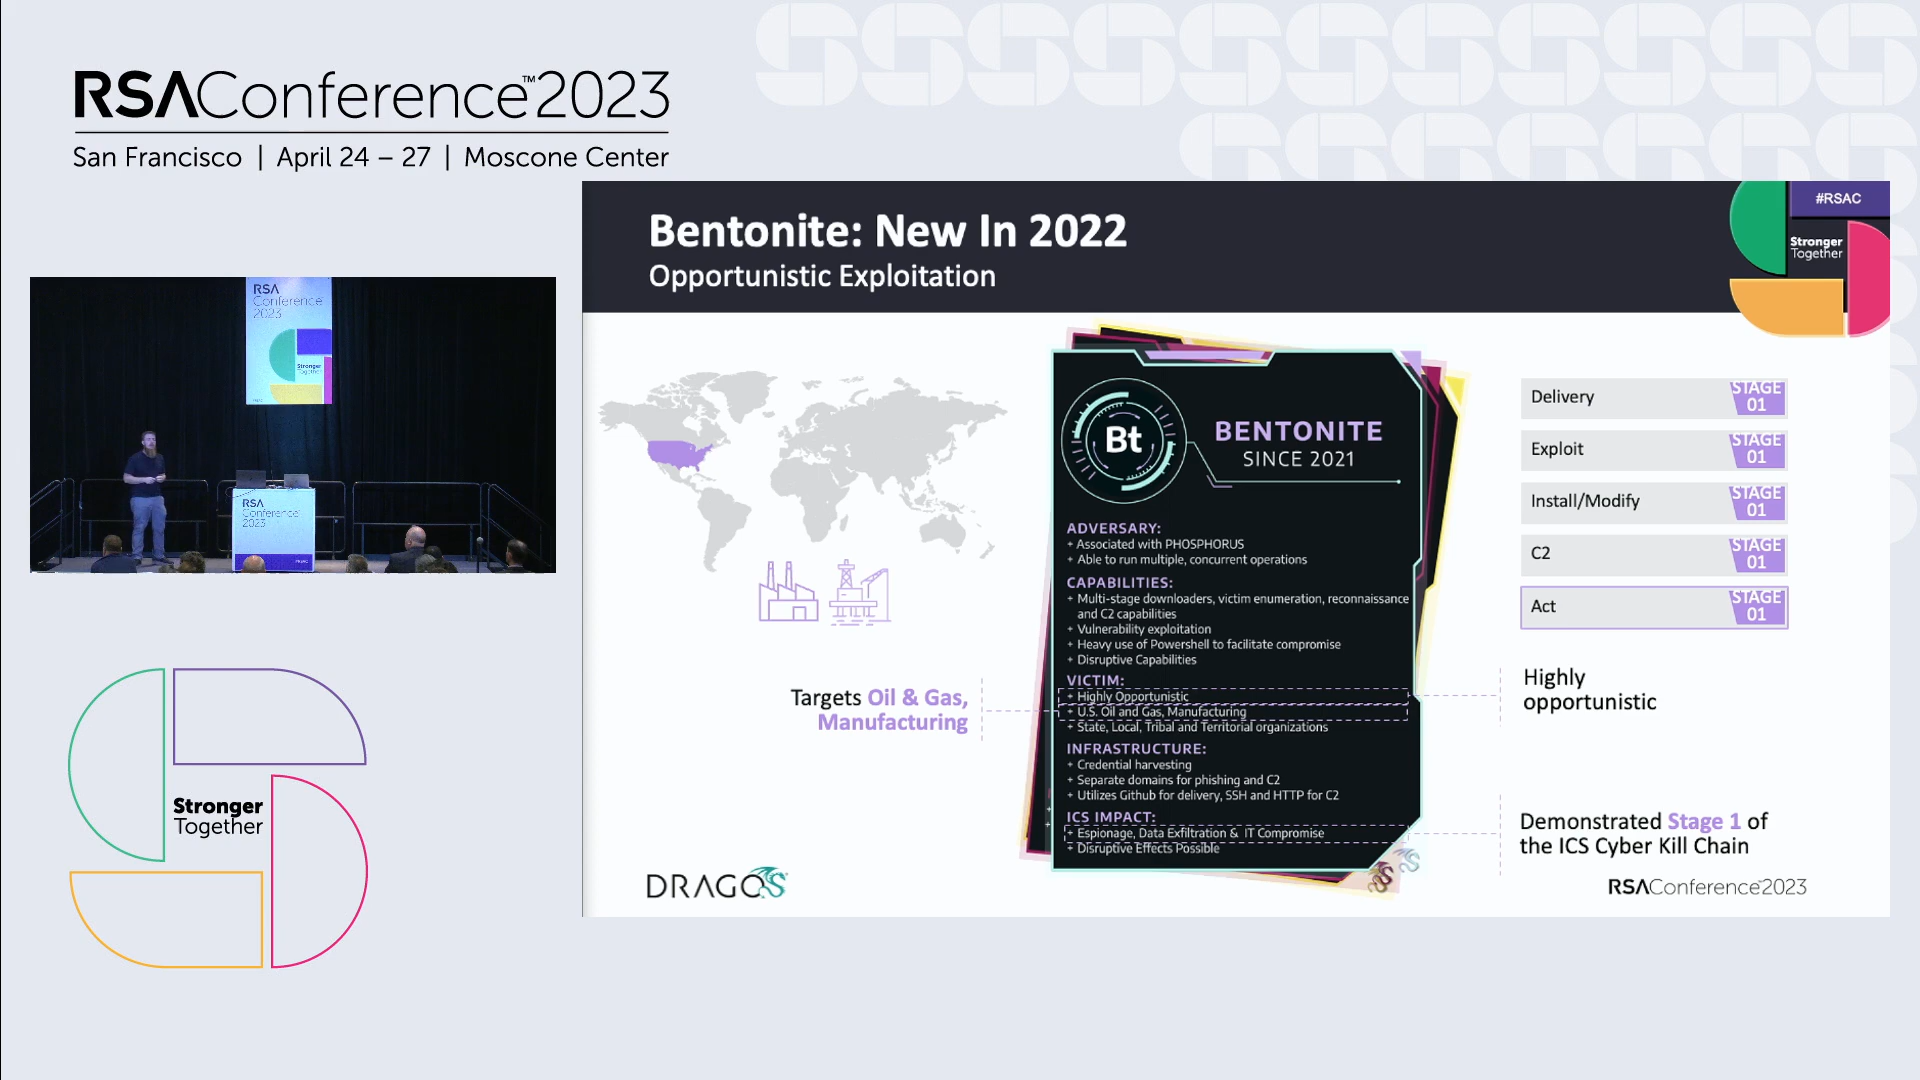 RSAConference™2023
San Francisco | April 24 – 27 | Moscone Center
RSA
Conference
2023
Stronger
Together
RSA
Conference
2023
Stronger
Together
Bentonite: New In 2022
Opportunistic Exploitation
#RSAC
Stronger
Together
Targets Oil & Gas,
Manufacturing
Bt
BENTONITE
SINCE 2021
ADVERSARY:
+ Associated with PHOSPHORUS
+ Able to run multiple, concurrent operations
CAPABILITIES:
+ Multi-stage downloaders, victim enumeration, reconnaissance
and C2 capabilities
+ Vulnerability exploitation
+ Heavy use of Powershell to facilitate compromise
+ Disruptive Capabilities
VICTIM:
+ Highly Opportunistic
+ U.S. Oil and Gas, Manufacturing
+ State, Local, Tribal and Territorial organizations
INFRASTRUCTURE:
+ Credential harvesting
+ Separate domains for phishing and C2
+ Utilizes Github for delivery, SSH and HTTP for C2
ICS IMPACT:
+ Espionage, Data Exfiltration & IT Compromise
+ Disruptive Effects Possible
Delivery STAGE 01
Exploit STAGE 01
Install/Modify STAGE 01
C2 STAGE 01
Act STAGE 01
Highly
opportunistic
Demonstrated Stage 1 of
the ICS Cyber Kill Chain
DRAGOS
RSAConference™2023